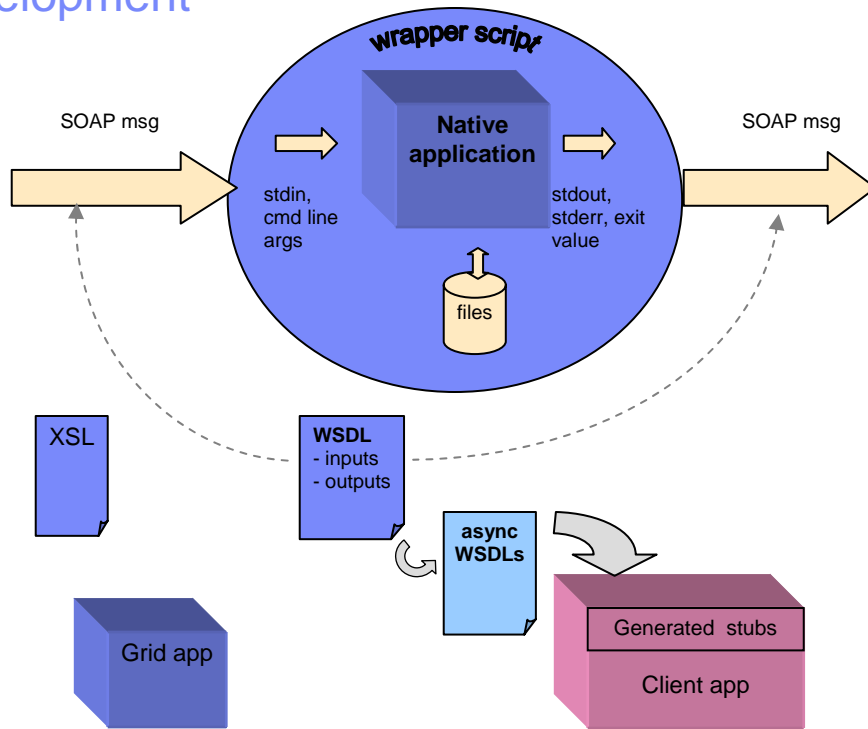 elopment
wrapper script
SOAP msg
Native
application
SOAP msg
stdin,
cmd line
args
stdout,
stderr, exit
value
files
XSL
WSDL
- inputs
- outputs
async
WSDLs
Grid app
Generated stubs
Client app